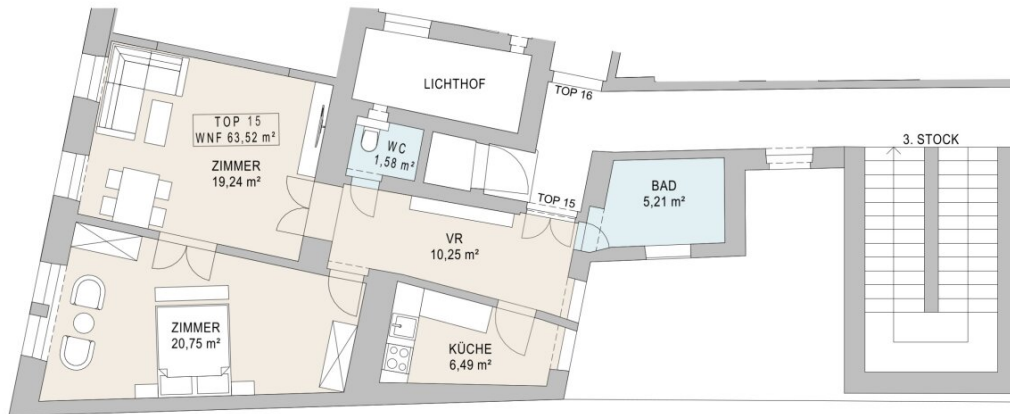 LICHTHOF
TOP 16
TOP 15
WNF 63,52 m²
ZIMMER
19,24 m²
WC
1,58 m²
3. STOCK
BAD
5,21 m²
TOP 15
VR
10,25 m²
ZIMMER
20,75 m²
KÜCHE
6,49 m²